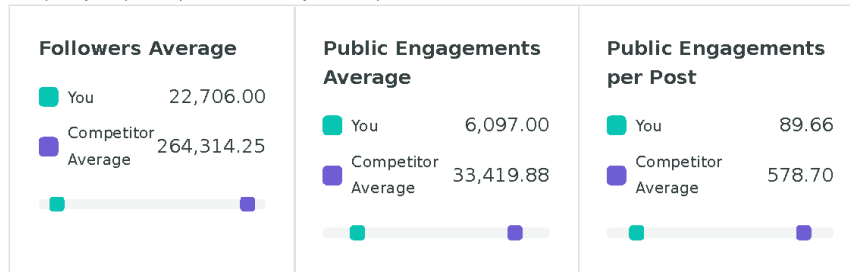 Followers Average
You 22,706.00
Competitor
Average 264,314.25
Public Engagements
Average
You 6,097.00
Competitor
Average 33,419.88
Public Engagements
per Post
You 89.66
Competitor
Average 578.70